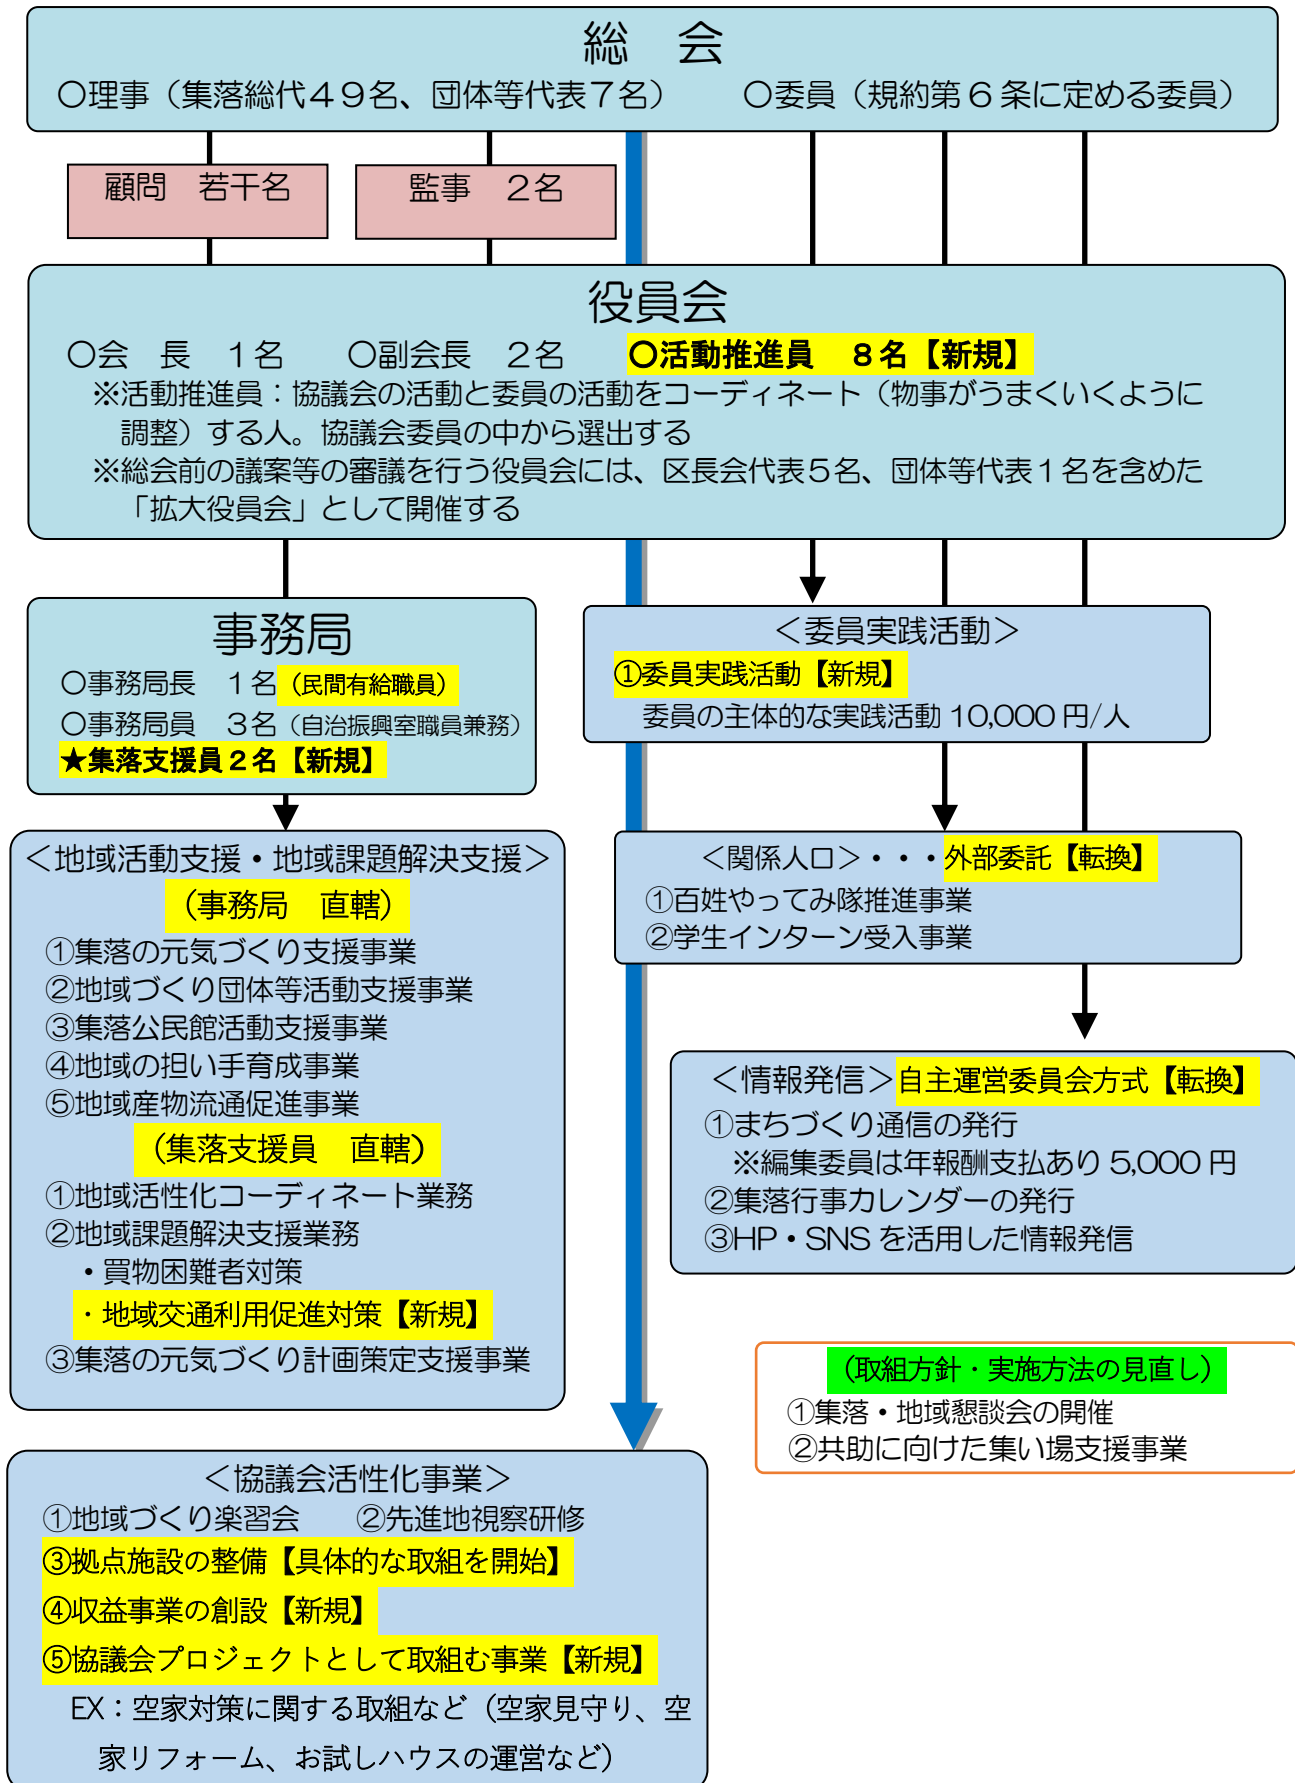 総　会
〇理事（集落総代４９名、団体等代表７名）　　〇委員（規約第６条に定める委員）
顧問　若干名
監事　２名
役員会
〇会　長　１名　　〇副会長　２名　　〇活動推進員　８名【新規】
※活動推進員：協議会の活動と委員の活動をコーディネート（物事がうまくいくように
調整）する人。協議会委員の中から選出する
※総会前の議案等の審議を行う役員会には、区長会代表５名、団体等代表１名を含めた
「拡大役員会」として開催する
事務局
〇事務局長　１名（民間有給職員）
〇事務局員　３名（自治振興室職員兼務）
★集落支援員２名【新規】
＜委員実践活動＞
①委員実践活動【新規】
委員の主体的な実践活動 10,000 円/人
＜地域活動支援・地域課題解決支援＞
（事務局　直轄）
①集落の元気づくり支援事業
②地域づくり団体等活動支援事業
③集落公民館活動支援事業
④地域の担い手育成事業
⑤地域産物流通促進事業
（集落支援員　直轄）
①地域活性化コーディネート業務
②地域課題解決支援業務
・買物困難者対策
・地域交通利用促進対策【新規】
③集落の元気づくり計画策定支援事業
＜関係人口＞・・・外部委託【転換】
①百姓やってみ隊推進事業
②学生インターン受入事業
＜情報発信＞自主運営委員会方式【転換】
①まちづくり通信の発行
※編集委員は年報酬支払あり 5,000 円
②集落行事カレンダーの発行
③HP・SNS を活用した情報発信
（取組方針・実施方法の見直し）
①集落・地域懇談会の開催
②共助に向けた集い場支援事業
＜協議会活性化事業＞
①地域づくり楽習会　　②先進地視察研修
③拠点施設の整備【具体的な取組を開始】
④収益事業の創設【新規】
⑤協議会プロジェクトとして取組む事業【新規】
EX：空家対策に関する取組など（空家見守り、空
家リフォーム、お試しハウスの運営など）